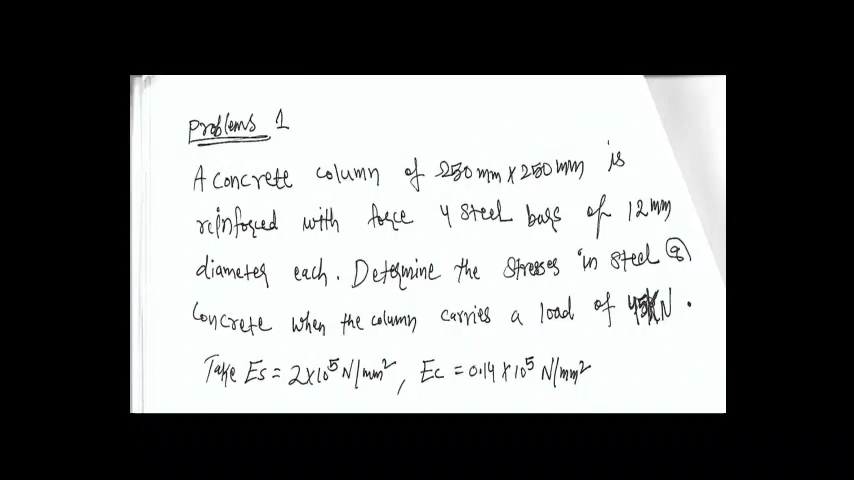 Problems 1
A concrete column of 250 mm X 250 mm is
reinforced with force 4 steel bars of 12 mm
diameter each. Determine the stresses in steel &
concrete when the column carries a load of N.
Take Es = 2X10⁵ N/mm², Ec = 0.14 X 10⁵ N/mm²